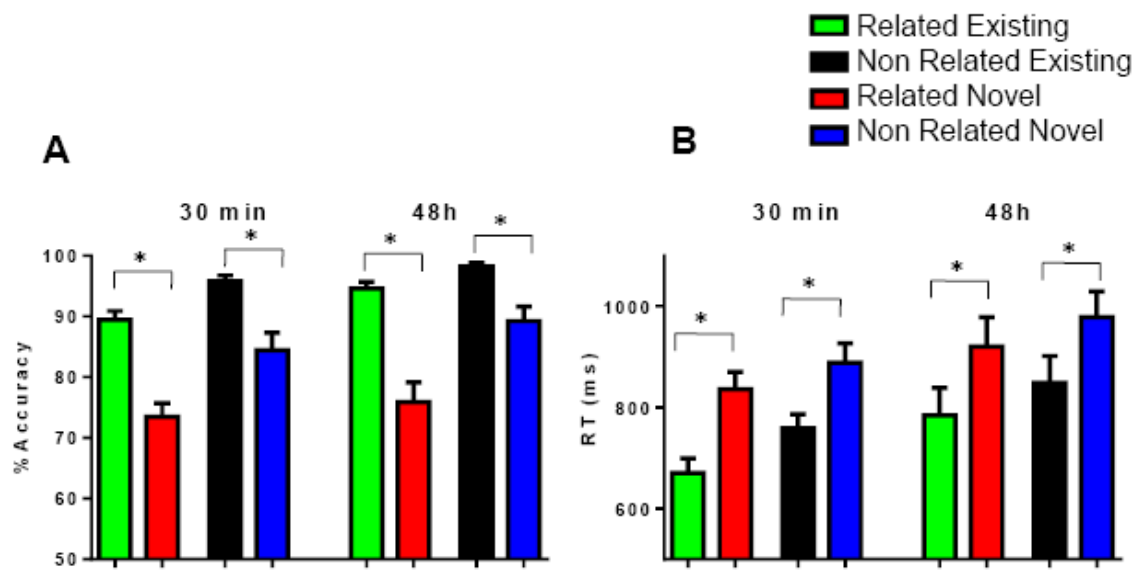 Related Existing
Non Related Existing
Related Novel
Non Related Novel
A
B
30 min 48h
30 min 48h
* * * *
* * * *
% Accuracy
100
90
80
70
60
50
RT (ms)
1000
800
600